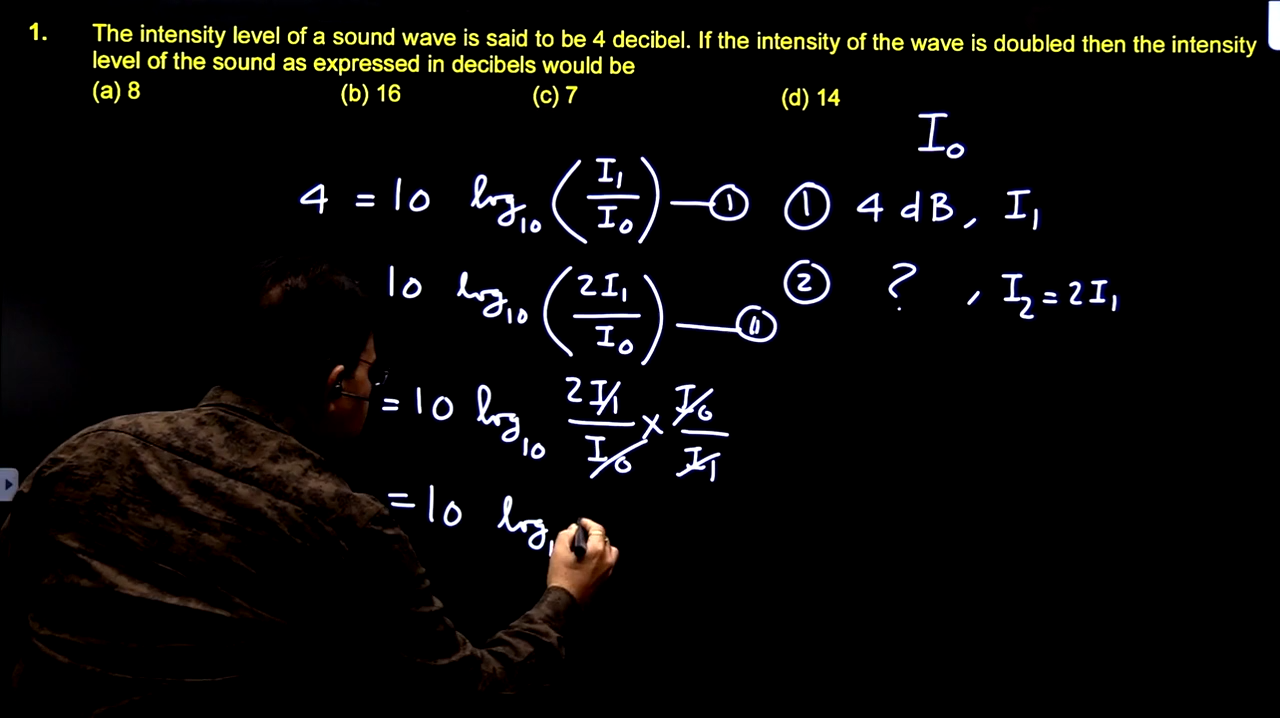 1. The intensity level of a sound wave is said to be 4 decibel. If the intensity of the wave is doubled then the intensity
level of the sound as expressed in decibels would be
(a) 8 (b) 16 (c) 7 (d) 14
I₀
4 = 10 log₁₀ (I₁/I₀) —① ① 4 dB, I₁
10 log₁₀ (2I₁/I₀) —⑪ ② ? , I₂ = 2I₁
= 10 log₁₀ 2I₁/I₀ × I₀/I₁
= 10 log